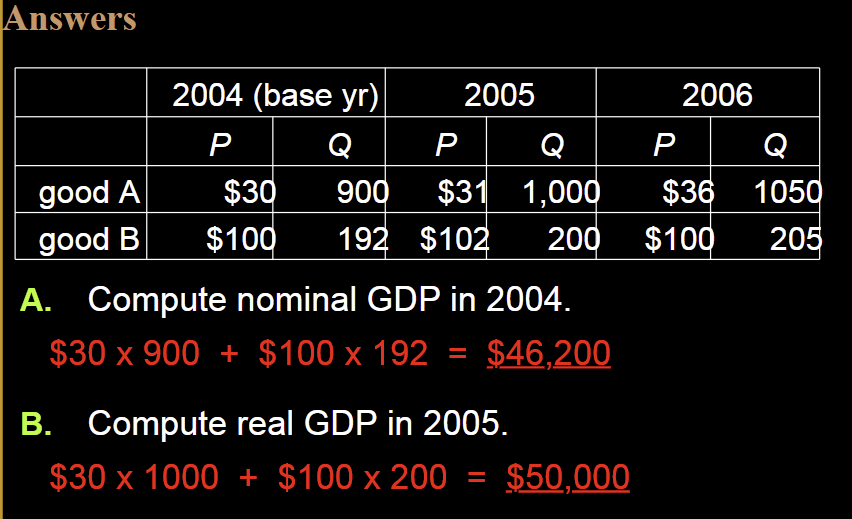 Answers
2004 (base yr) 2005 2006
P Q P Q P Q
good A $30 900 $31 1,000 $36 1050
good B $100 192 $102 200 $100 205
A. Compute nominal GDP in 2004.
$30 x 900 + $100 x 192 = $46,200
B. Compute real GDP in 2005.
$30 x 1000 + $100 x 200 = $50,000